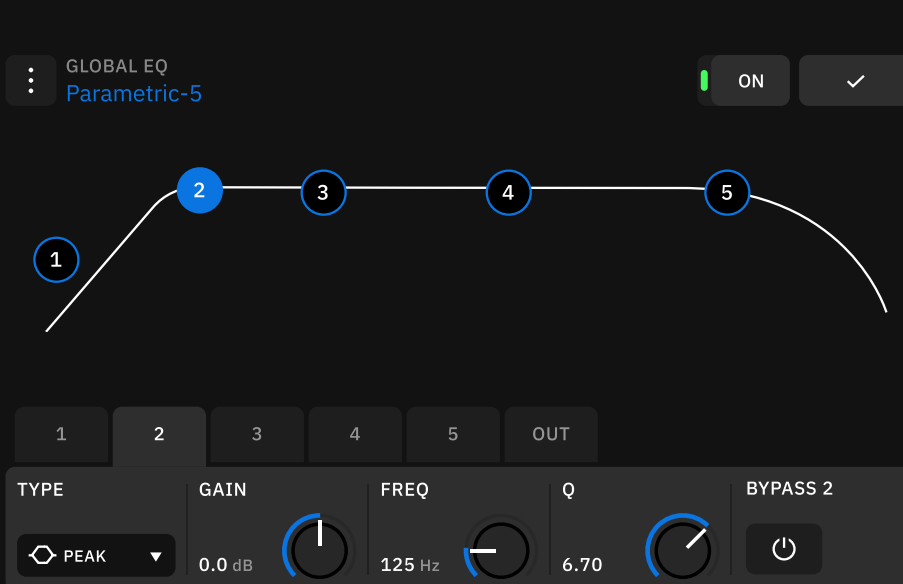 GLOBAL EQ
Parametric-5
ON
1
2
3
4
5
1 2 3 4 5 OUT
TYPE GAIN FREQ Q BYPASS 2
PEAK 0.0 dB 125 Hz 6.70